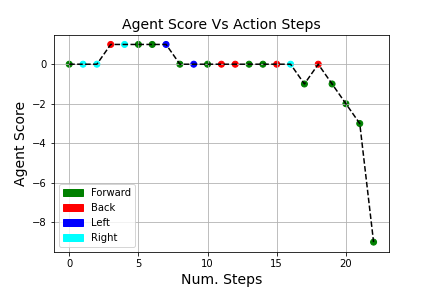 Agent Score Vs Action Steps
Agent Score
0
−2
−4
−6
−8
Forward
Back
Left
Right
0 5 10 15 20
Num. Steps